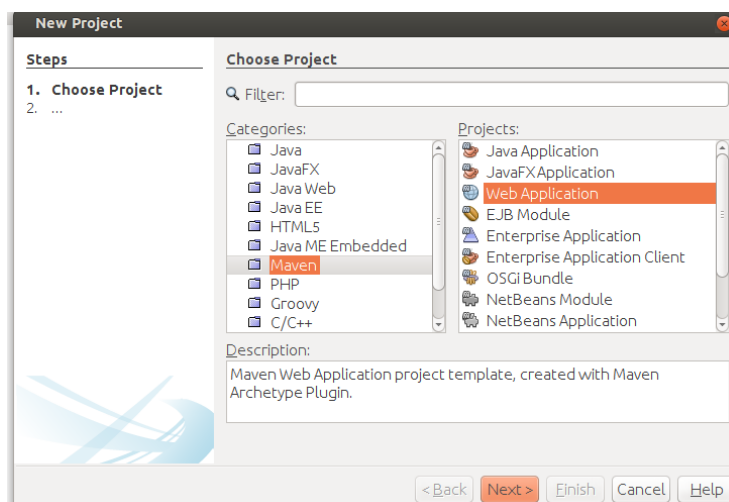 New Project
Steps
1. Choose Project
2. ...
Choose Project
Filter:
Categories:
Java
JavaFX
Java Web
Java EE
HTML5
Java ME Embedded
Maven
PHP
Groovy
C/C++
Projects:
Java Application
JavaFX Application
Web Application
EJB Module
Enterprise Application
Enterprise Application Client
OSGi Bundle
NetBeans Module
NetBeans Application
Description:
Maven Web Application project template, created with Maven
Archetype Plugin.
< Back
Next >
Finish
Cancel
Help